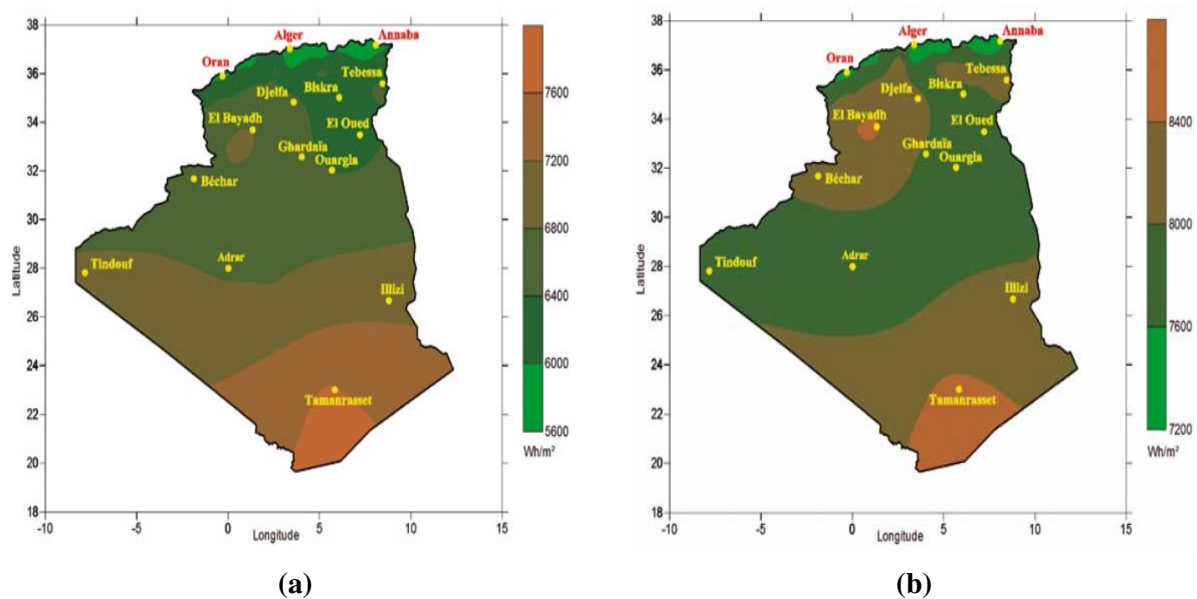 38
36
34
32
30
28
26
24
22
20
18
Latitude
-10
-5
0
5
10
15
Longitude
Oran
Alger
Annaba
Tebessa
Djelfa
Biskra
El Bayadh
El Oued
Ghardaïa
Ouargla
Béchar
Tindouf
Adrar
Illizi
Tamanrasset
7600
7200
6800
6400
6000
5600
Wh/m²
(a)
38
36
34
32
30
28
26
24
22
20
18
Latitude
-10
-5
0
5
10
15
Longitude
Oran
Alger
Annaba
Tebessa
Djelfa
Biskra
El Bayadh
El Oued
Ghardaïa
Ouargla
Béchar
Tindouf
Adrar
Illizi
Tamanrasset
8400
8000
7600
7200
Wh/m²
(b)